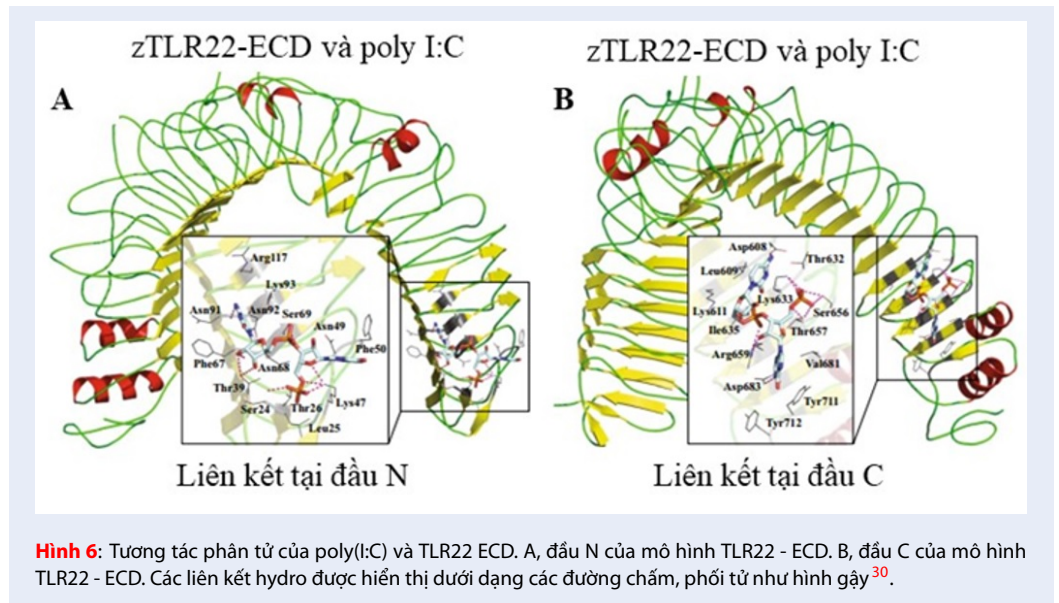 zTLR22-ECD và poly I:C
A
Arg117
Lys93
Asn91
Asn92
Ser69
Asn49
Phe50
Phe67
Asn68
Thr39
Lys47
Ser24
Thr26
Leu25
Liên kết tại đầu N
zTLR22-ECD và poly I:C
B
Asp608
Thr632
Leu609
Lys633
Lys611
Ser656
Ile635
Thr657
Arg659
Val681
Asp683
Tyr711
Tyr712
Liên kết tại đầu C
Hình 6: Tương tác phân tử của poly(I:C) và TLR22 ECD. A, đầu N của mô hình TLR22 - ECD. B, đầu C của mô hình
TLR22 - ECD. Các liên kết hydro được hiển thị dưới dạng các đường chấm, phối tử như hình gậy 30.